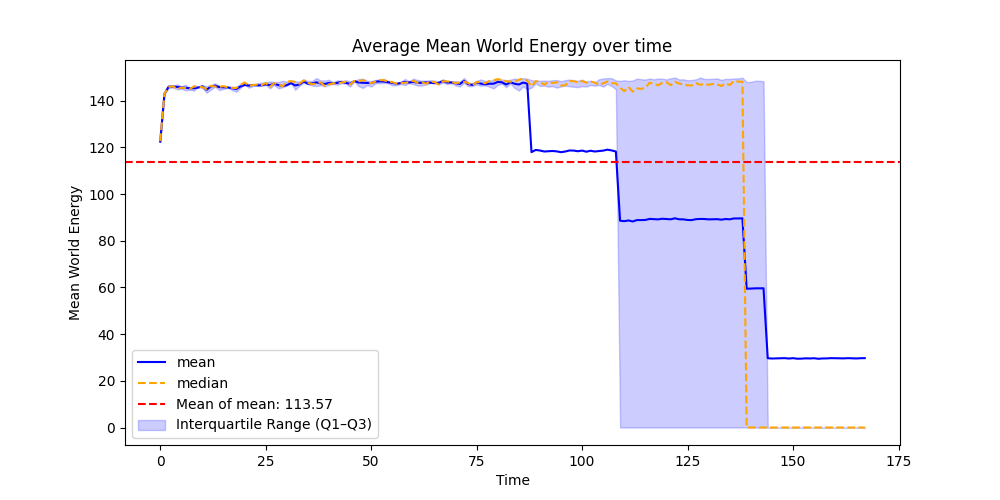 Average Mean World Energy over time
Mean World Energy
140
120
100
80
60
40
20
0
mean
median
Mean of mean: 113.57
Interquartile Range (Q1–Q3)
0
25
50
75
100
125
150
175
Time